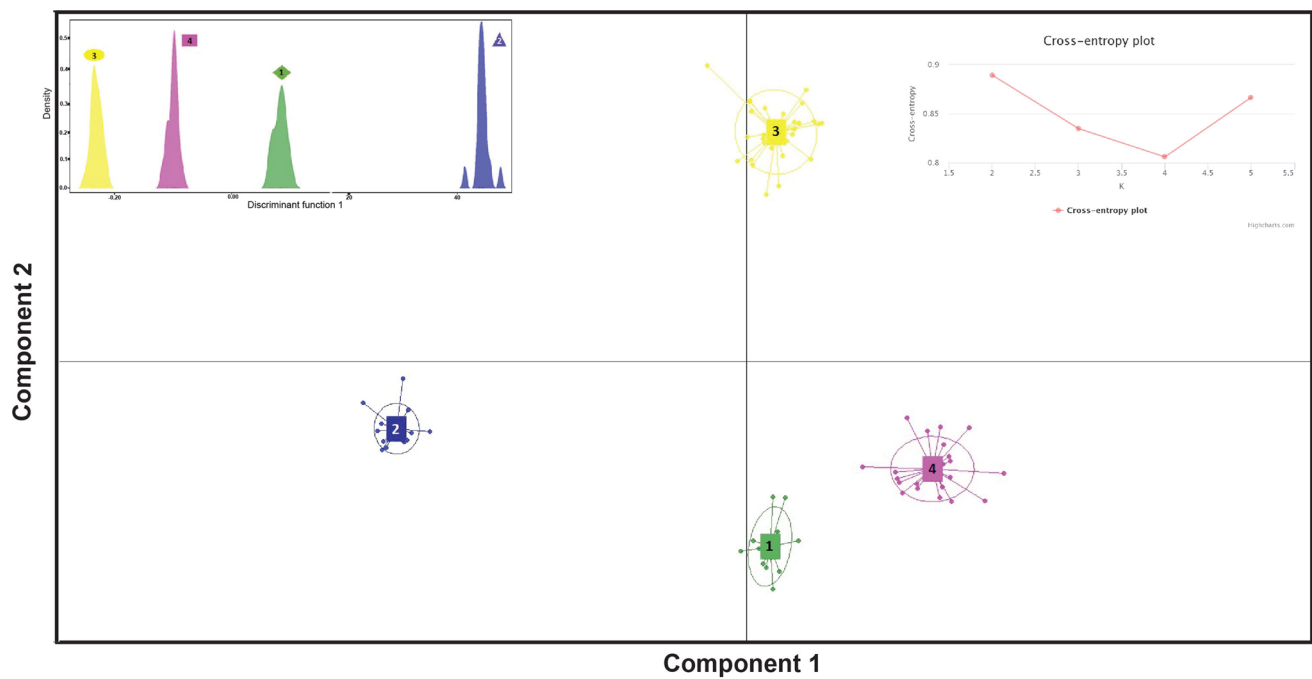 3
4
1
2
0.5
0.4
0.3
0.2
0.1
0.0
Density
-0.20
0.00
20
40
Discriminant function 1
Cross-entropy plot
0.9
0.85
0.8
Cross-entropy
1.5 2 2.5 3 3.5 4 4.5 5 5.5
K
Cross-entropy plot
Highcharts.com
3
2
4
1
Component 2
Component 1